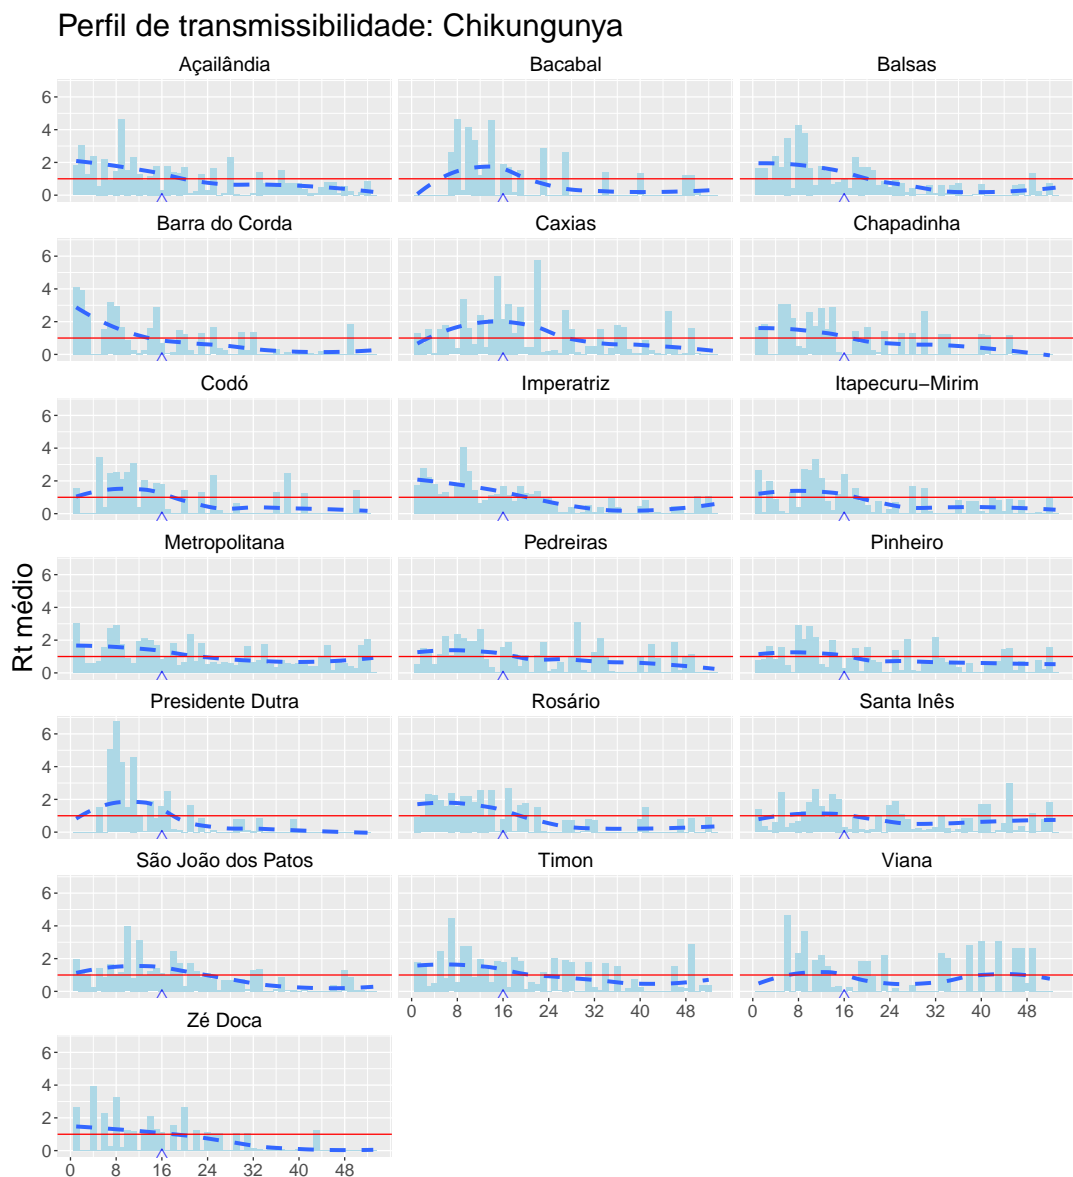 Perfil de transmissibilidade: Chikungunya
Açailândia Bacabal Balsas
6
4
2
0
Barra do Corda Caxias Chapadinha
6
4
2
0
Codó Imperatriz Itapecuru−Mirim
6
4
2
0
Metropolitana Pedreiras Pinheiro
6
4
2
0
Rt médio
Presidente Dutra Rosário Santa Inês
6
4
2
0
São João dos Patos Timon Viana
6
4
2
0
0 8 16 24 32 40 48 0 8 16 24 32 40 48
Zé Doca
6
4
2
0
0 8 16 24 32 40 48